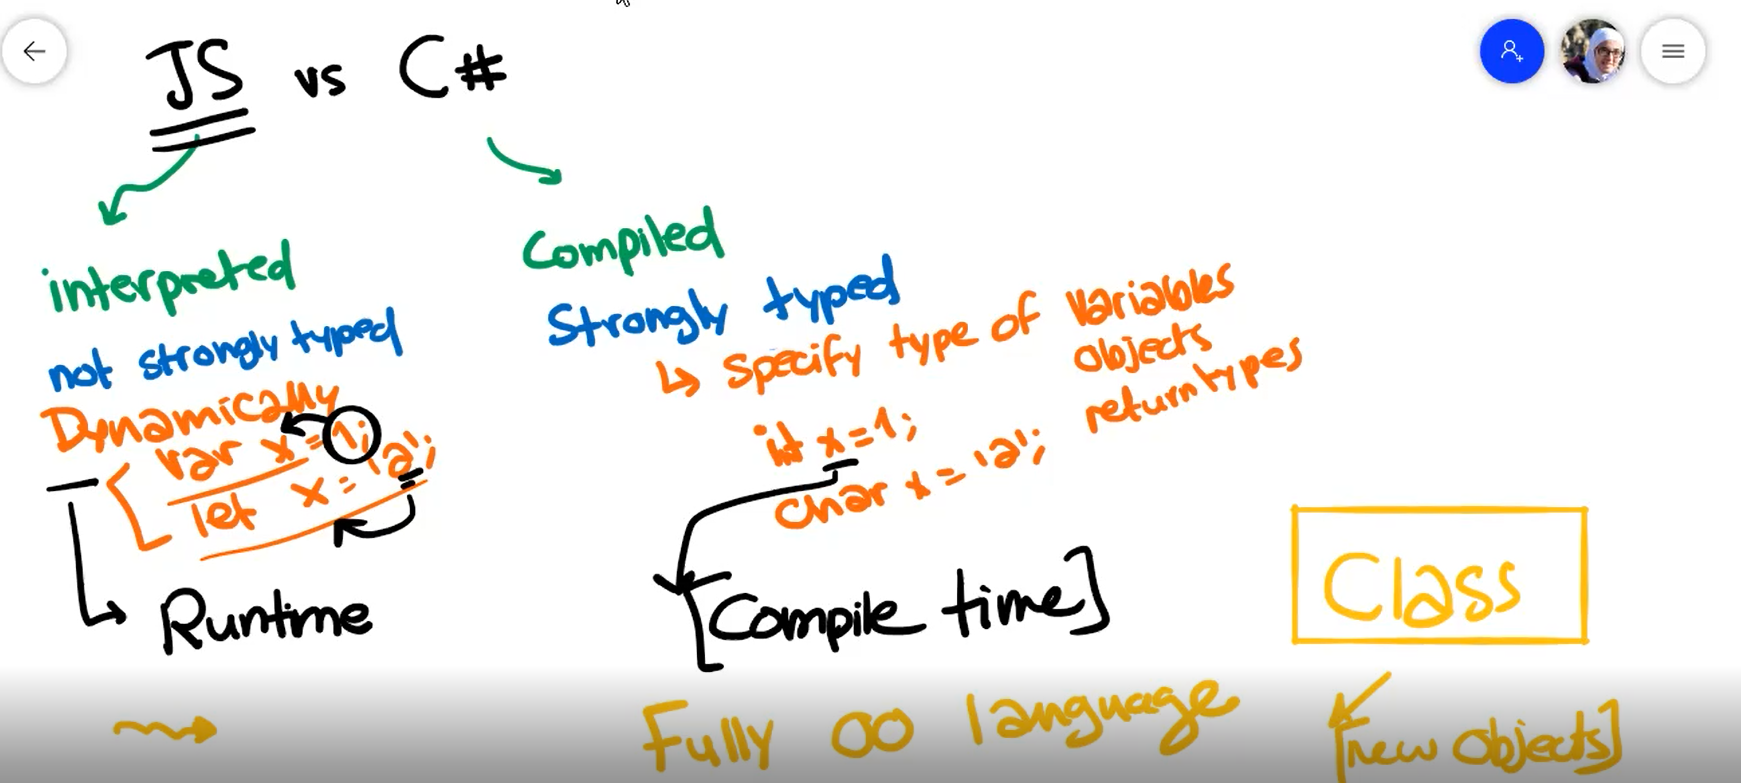 JS vs C#
interpreted
not strongly typed
Dynamically
var x = 1;
let x = 'a';
Runtime
Compiled
Strongly typed
↳ Specify type of Variables
objects
return types
int x = 1;
char x = 'a';
[Compile time]
Class
Fully OO language
[new objects]